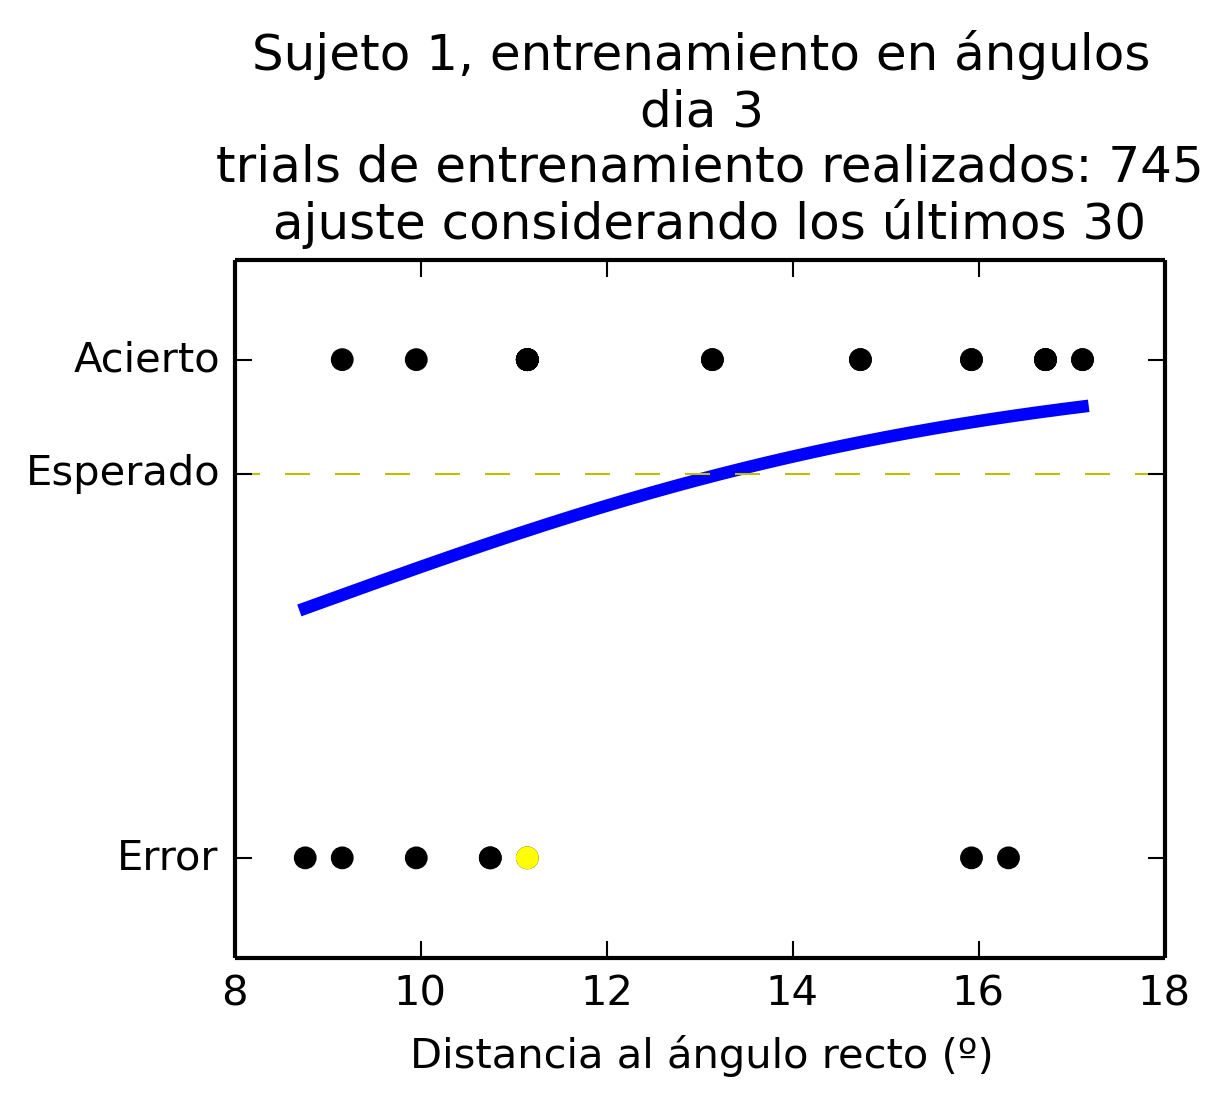 Sujeto 1, entrenamiento en ángulos
dia 3
trials de entrenamiento realizados: 745
ajuste considerando los últimos 30
Acierto
Esperado
Error
8 10 12 14 16 18
Distancia al ángulo recto (º)